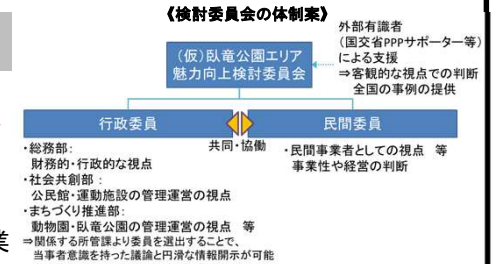 《検討委員会の体制案》
外部有識者
(国交省PPPサポーター等)
による支援
⇒客観的な視点での判断
全国の事例の提供
(仮)臥竜公園エリア
魅力向上検討委員会
行政委員
共同・協働
民間委員
・総務部:
財務的・行政的な視点
・社会共創部:
公民館・運動施設の管理運営の視点
・まちづくり推進部:
動物園・臥竜公園の管理運営の視点 等
⇒関係する所管課より委員を選出することで、
当事者意識を持った議論と円滑な情報開示が可能
・民間事業者としての視点 等
事業性や経営の判断
業